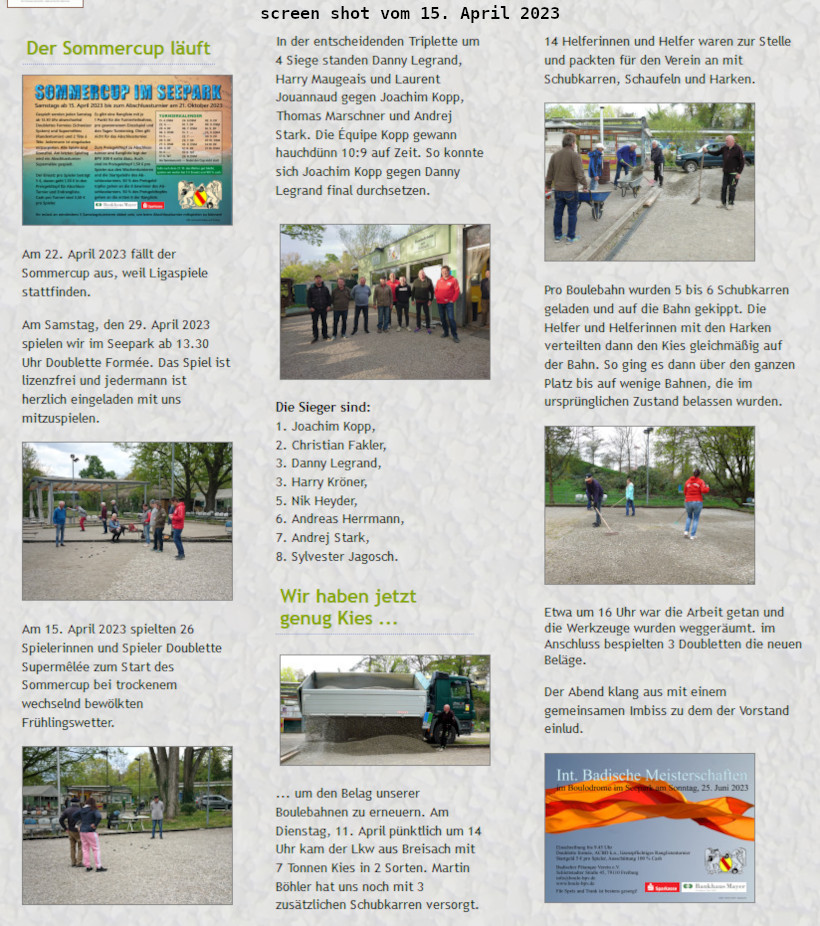 screen shot vom 15. April 2023
Der Sommercup läuft
SOMMERCUP IM SEEPARK
Samstags ab 15. April 2023 bis zum Abschlussturnier am 21. Oktober 2023
TURNIERKALENDER
Bankhaus Mayer
Sparkasse
Am 22. April 2023 fällt der
Sommercup aus, weil Ligaspiele
stattfinden.
Am Samstag, den 29. April 2023
spielen wir im Seepark ab 13.30
Uhr Doublette Formée. Das Spiel ist
lizenzfrei und jedermann ist
herzlich eingeladen mit uns
mitzuspielen.
Am 15. April 2023 spielten 26
Spielerinnen und Spieler Doublette
Supermêlée zum Start des
Sommercup bei trockenem
wechselnd bewölkten
Frühlingswetter.
In der entscheidenden Triplette um
4 Siege standen Danny Legrand,
Harry Maugeais und Laurent
Jouannaud gegen Joachim Kopp,
Thomas Marschner und Andrej
Stark. Die Équipe Kopp gewann
hauchdünn 10:9 auf Zeit. So konnte
sich Joachim Kopp gegen Danny
Legrand final durchsetzen.
Die Sieger sind:
1. Joachim Kopp,
2. Christian Fakler,
3. Danny Legrand,
3. Harry Kröner,
5. Nik Heyder,
6. Andreas Herrmann,
7. Andrej Stark,
8. Sylvester Jagosch.
Wir haben jetzt
genug Kies ...
... um den Belag unserer
Boulebahnen zu erneuern. Am
Dienstag, 11. April pünktlich um 14
Uhr kam der Lkw aus Breisach mit
7 Tonnen Kies in 2 Sorten. Martin
Böhler hat uns noch mit 3
zusätzlichen Schubkarren versorgt.
14 Helferinnen und Helfer waren zur Stelle
und packten für den Verein an mit
Schubkarren, Schaufeln und Harken.
Pro Boulebahn wurden 5 bis 6 Schubkarren
geladen und auf die Bahn gekippt. Die
Helfer und Helferinnen mit den Harken
verteilten dann den Kies gleichmäßig auf
der Bahn. So ging es dann über den ganzen
Platz bis auf wenige Bahnen, die im
ursprünglichen Zustand belassen wurden.
Etwa um 16 Uhr war die Arbeit getan und
die Werkzeuge wurden weggeräumt. im
Anschluss bespielten 3 Doubletten die neuen
Beläge.
Der Abend klang aus mit einem
gemeinsamen Imbiss zu dem der Vorstand
einlud.
Int. Badische Meisterschaften
im Boulodrome im Seepark am Sonntag, 25. Juni 2023
Sparkasse
Bankhaus Mayer